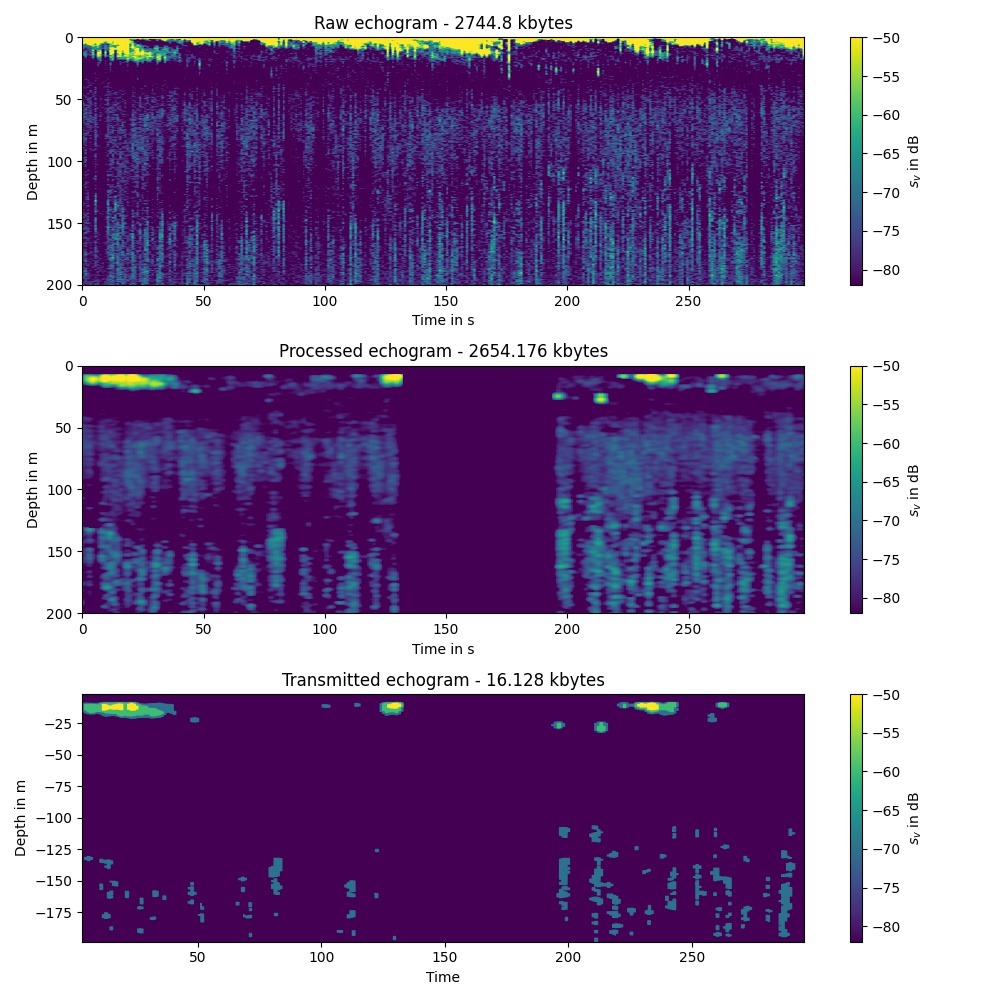 Raw echogram - 2744.8 kbytes
0
50
100
150
200
Depth in m
0 50 100 150 200 250
Time in s
−50
−55
−60
−65
−70
−75
−80
sv in dB
Processed echogram - 2654.176 kbytes
0
50
100
150
200
Depth in m
0 50 100 150 200 250
Time in s
−50
−55
−60
−65
−70
−75
−80
sv in dB
Transmitted echogram - 16.128 kbytes
−25
−50
−75
−100
−125
−150
−175
Depth in m
50 100 150 200 250
Time
−50
−55
−60
−65
−70
−75
−80
sv in dB